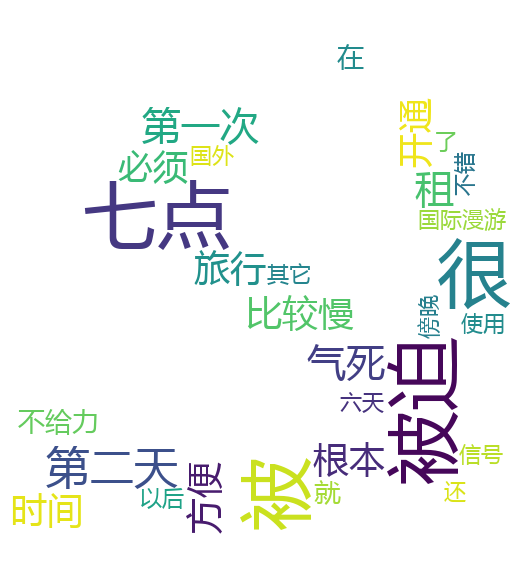 在
第一次
开通
了
国外
必须
不错
租
七点
国际漫游
旅行
其它
很
比较慢
傍晚
使用
气死
被迫
六天
不给力
第二天
根本
信号
方便
被
以后
就
还
时间